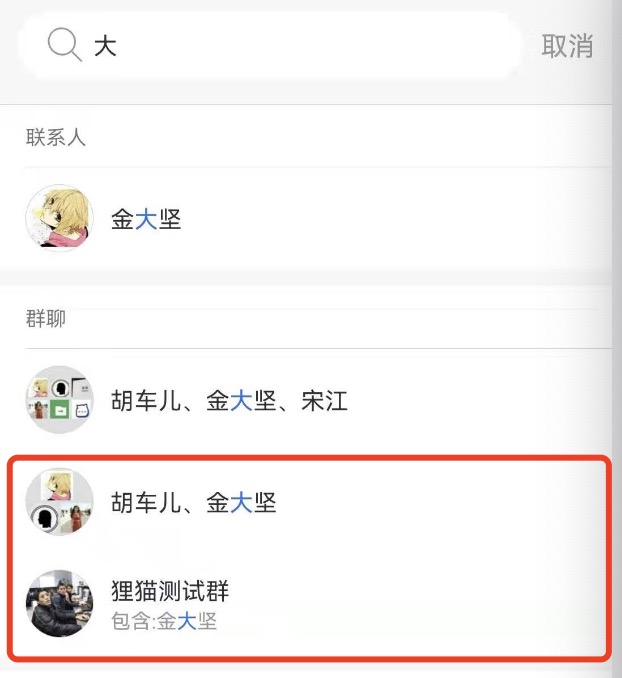 大
取消
联系人
金大坚
群聊
胡车儿、金大坚、宋江
胡车儿、金大坚
狸猫测试群
包含:金大坚